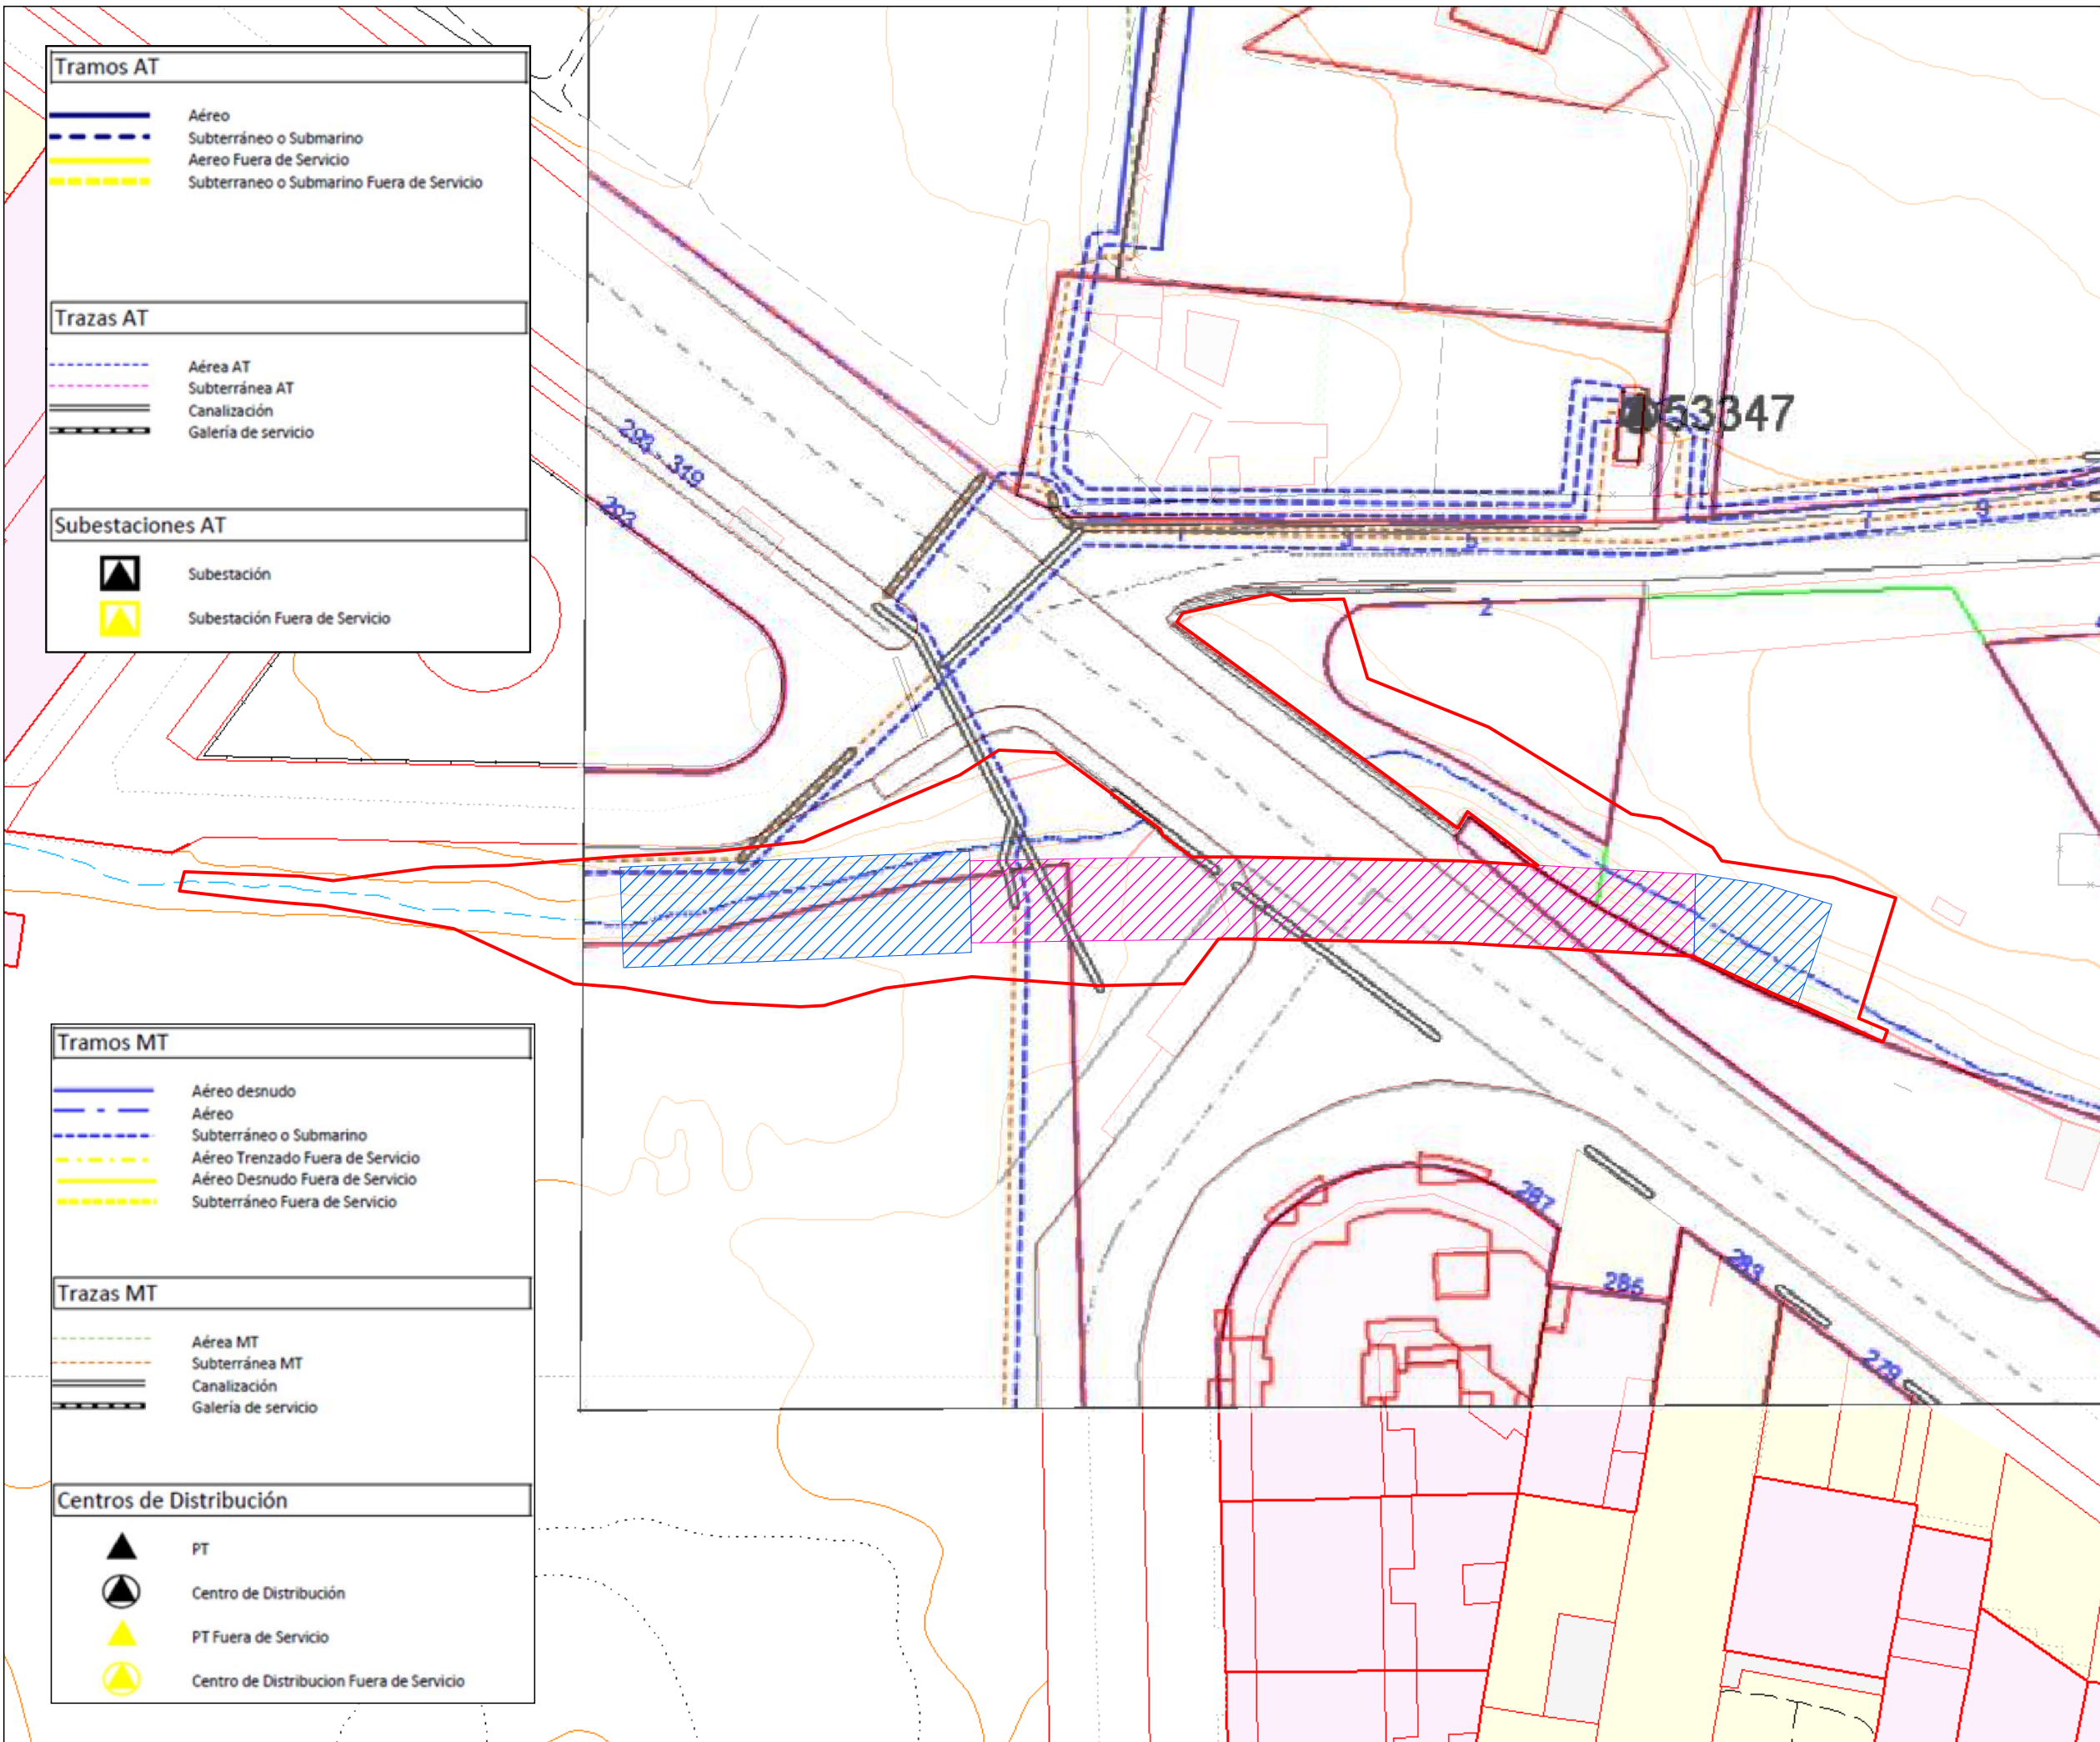 Tramos AT
Aéreo
Subterráneo o Submarino
Aereo Fuera de Servicio
Subterraneo o Submarino Fuera de Servicio
Trazas AT
Aérea AT
Subterránea AT
Canalización
Galería de servicio
Subestaciones AT
Subestación
Subestación Fuera de Servicio
293 - 319
293
53347
1
3
5
7
9
2
Tramos MT
Aéreo desnudo
Aéreo
Subterráneo o Submarino
Aéreo Trenzado Fuera de Servicio
Aéreo Desnudo Fuera de Servicio
Subterráneo Fuera de Servicio
Trazas MT
Aérea MT
Subterránea MT
Canalización
Galería de servicio
Centros de Distribución
PT
Centro de Distribución
PT Fuera de Servicio
Centro de Distribucion Fuera de Servicio
287
285
283
279